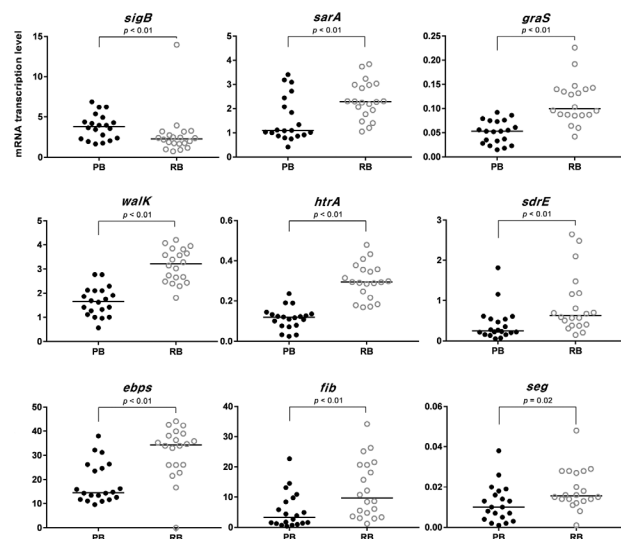 sigB
p < 0.01
mRNA transcription level
15
10
5
0
PB
RB
sarA
p < 0.01
5
4
3
2
1
0
PB
RB
graS
p < 0.01
0.25
0.20
0.15
0.10
0.05
0.00
PB
RB
walK
p < 0.01
5
4
3
2
1
0
PB
RB
htrA
p < 0.01
0.6
0.4
0.2
0.0
PB
RB
sdrE
p < 0.01
3
2
1
0
PB
RB
ebps
p < 0.01
50
40
30
20
10
0
PB
RB
fib
p < 0.01
40
30
20
10
0
PB
RB
seg
p = 0.02
0.06
0.04
0.02
0.00
PB
RB